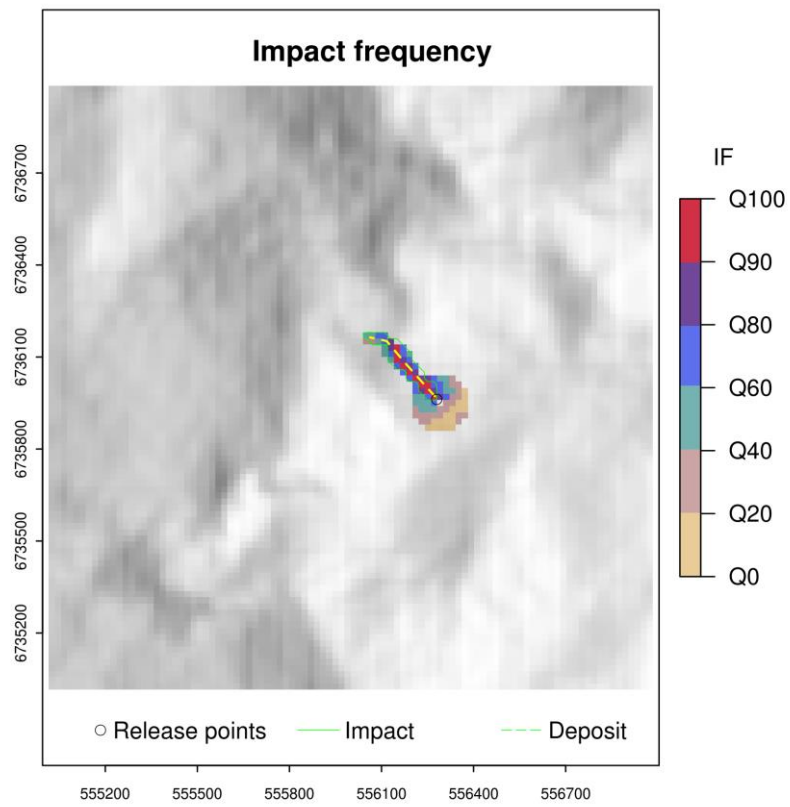 Impact frequency
IF
Q100
Q90
Q80
Q60
Q40
Q20
Q0
6736700
6736400
6736100
6735800
6735500
6735200
Release points Impact Deposit
555200 555500 555800 556100 556400 556700